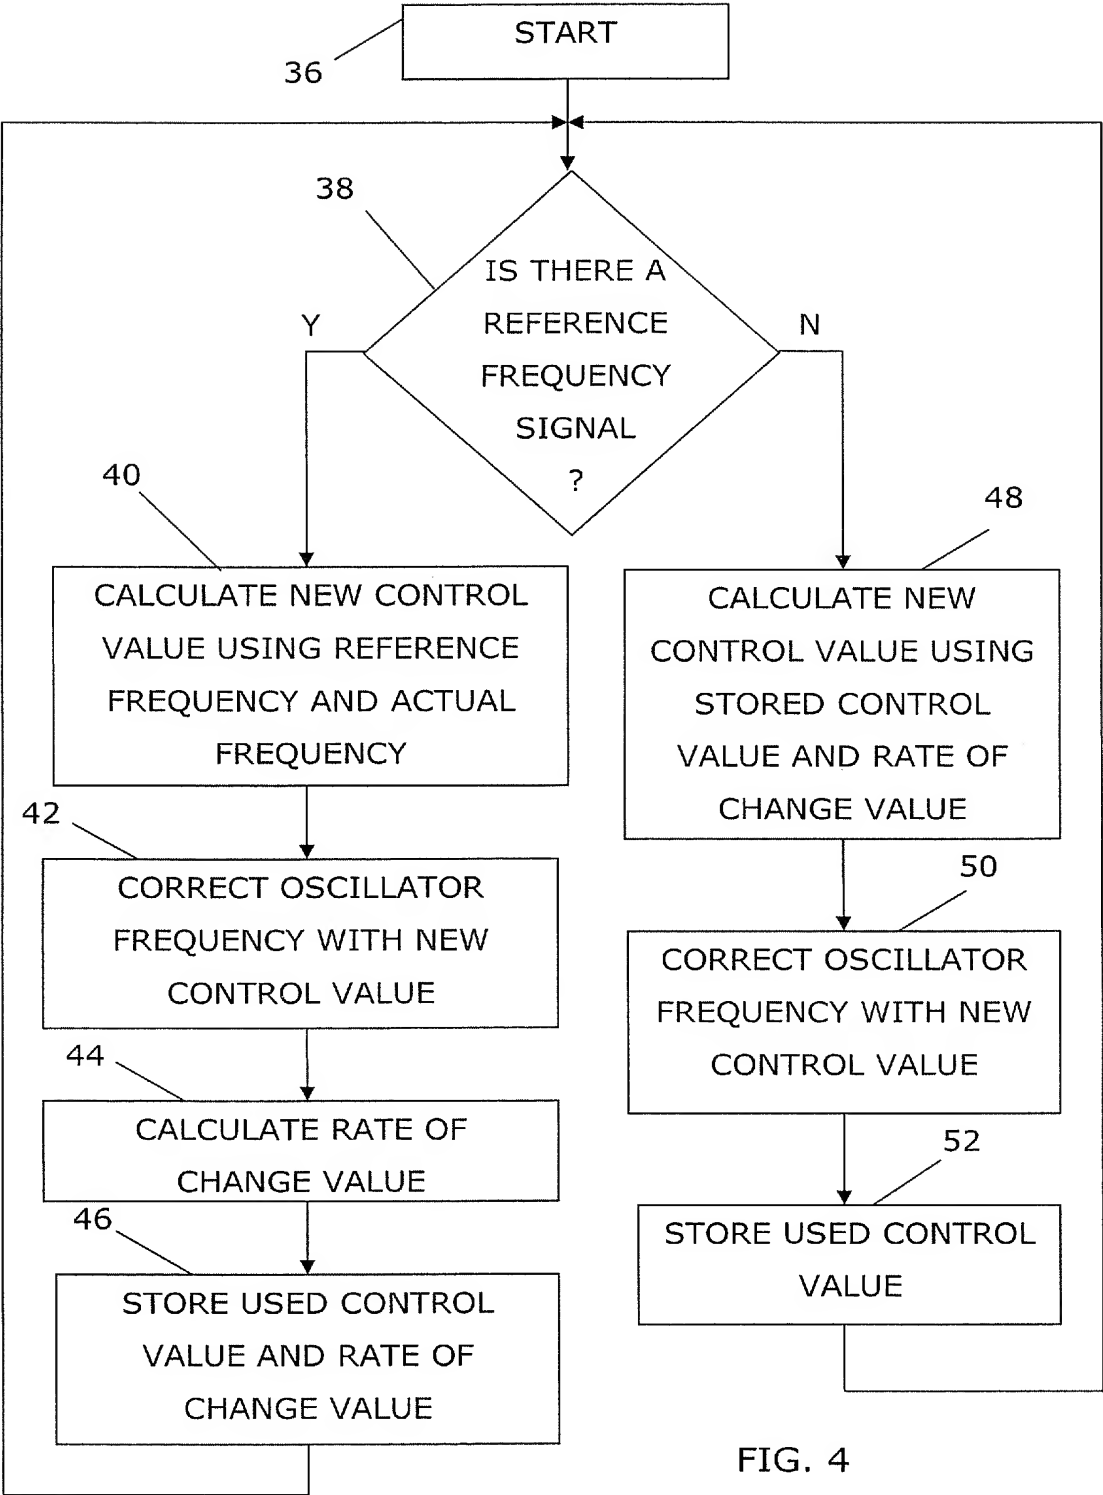 START
36
38
IS THERE A
REFERENCE
FREQUENCY
SIGNAL
?
Y
N
40
CALCULATE NEW CONTROL
VALUE USING REFERENCE
FREQUENCY AND ACTUAL
FREQUENCY
42
CORRECT OSCILLATOR
FREQUENCY WITH NEW
CONTROL VALUE
44
CALCULATE RATE OF
CHANGE VALUE
46
STORE USED CONTROL
VALUE AND RATE OF
CHANGE VALUE
48
CALCULATE NEW
CONTROL VALUE USING
STORED CONTROL
VALUE AND RATE OF
CHANGE VALUE
50
CORRECT OSCILLATOR
FREQUENCY WITH NEW
CONTROL VALUE
52
STORE USED CONTROL
VALUE
FIG. 4